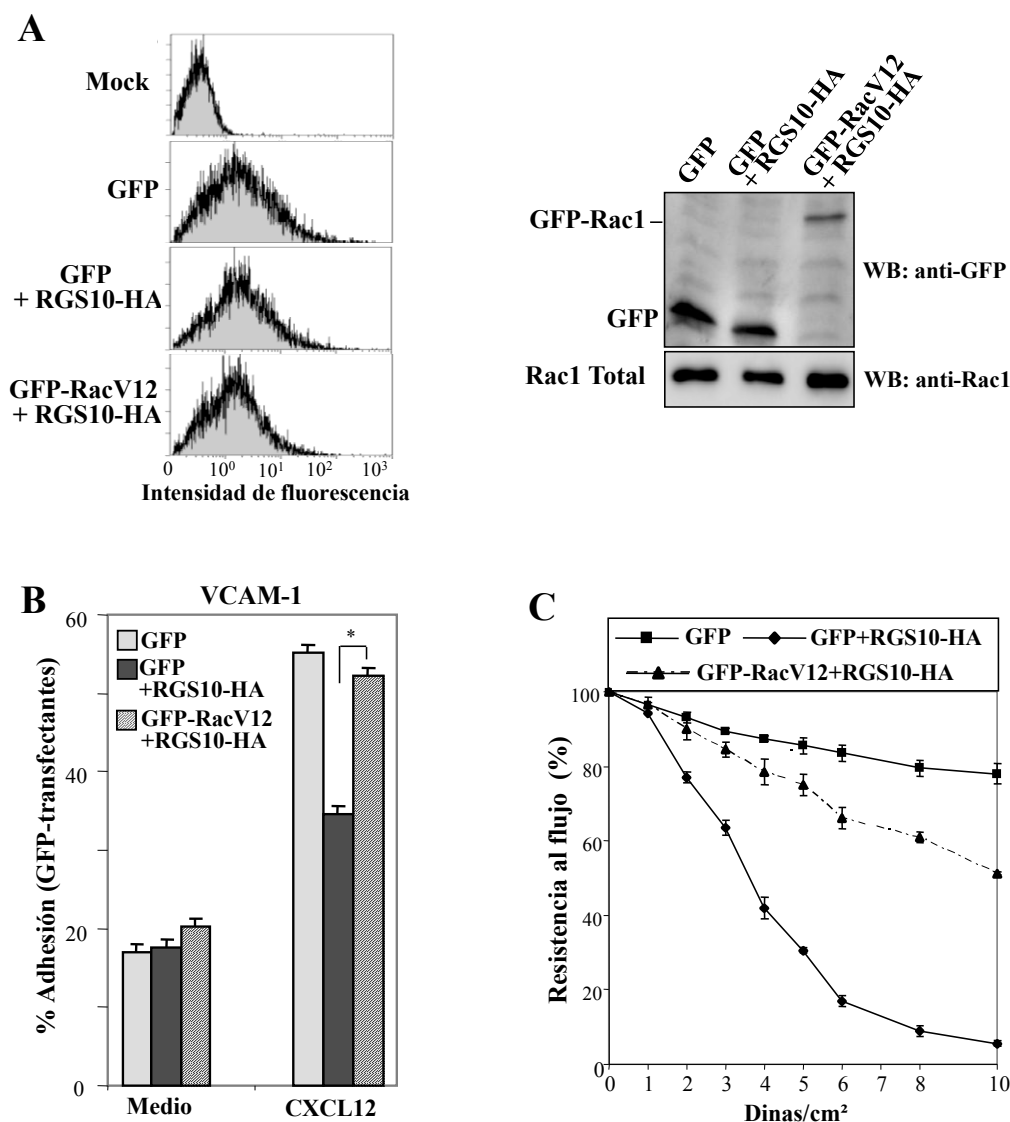 A
Mock
GFP
GFP
+ RGS10-HA
GFP-RacV12
+ RGS10-HA
0 10⁰ 10¹ 10² 10³
Intensidad de fluorescencia
GFP
GFP
+ RGS10-HA
GFP-RacV12
+ RGS10-HA
GFP-Rac1
GFP
WB: anti-GFP
Rac1 Total
WB: anti-Rac1
B
VCAM-1
% Adhesión (GFP-transfectantes)
60
40
20
0
GFP
GFP
+RGS10-HA
GFP-RacV12
+RGS10-HA
*
Medio CXCL12
C
GFP GFP+RGS10-HA
GFP-RacV12+RGS10-HA
Resistencia al flujo (%)
100
80
60
40
20
0
0 1 2 3 4 5 6 7 8 10
Dinas/cm²